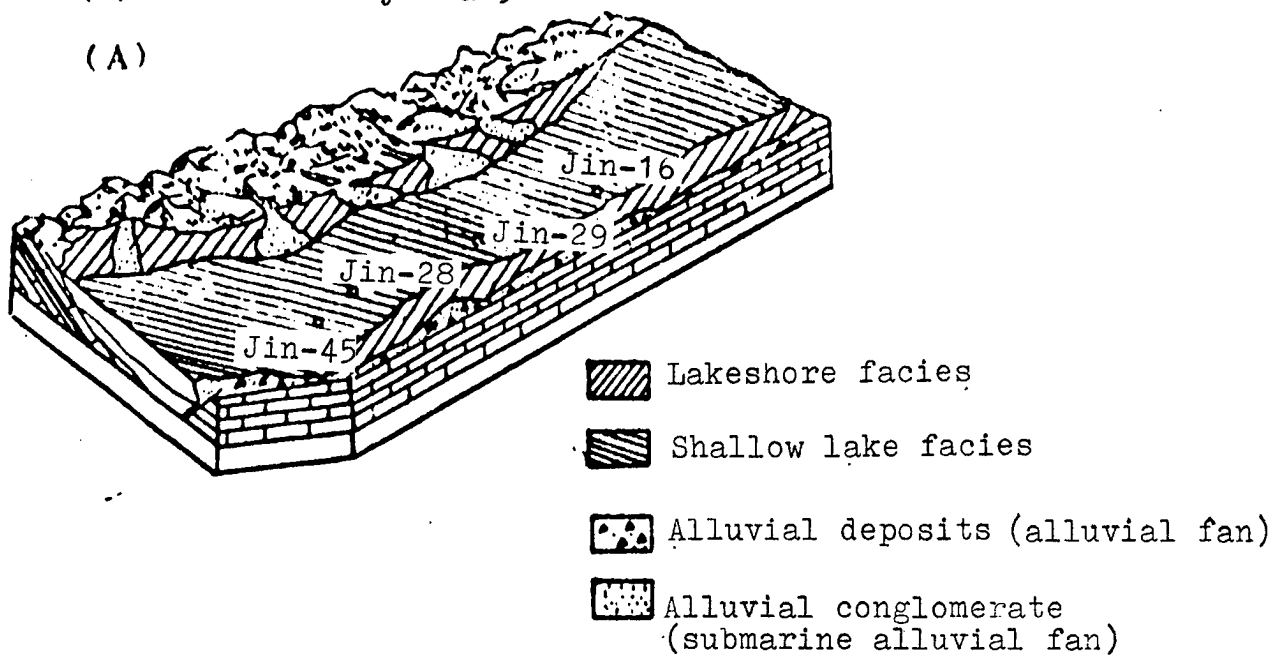 (A)
Jin-16
Jin-29
Jin-28
Jin-45
Lakeshore facies
Shallow lake facies
Alluvial deposits (alluvial fan)
Alluvial conglomerate
(submarine alluvial fan)